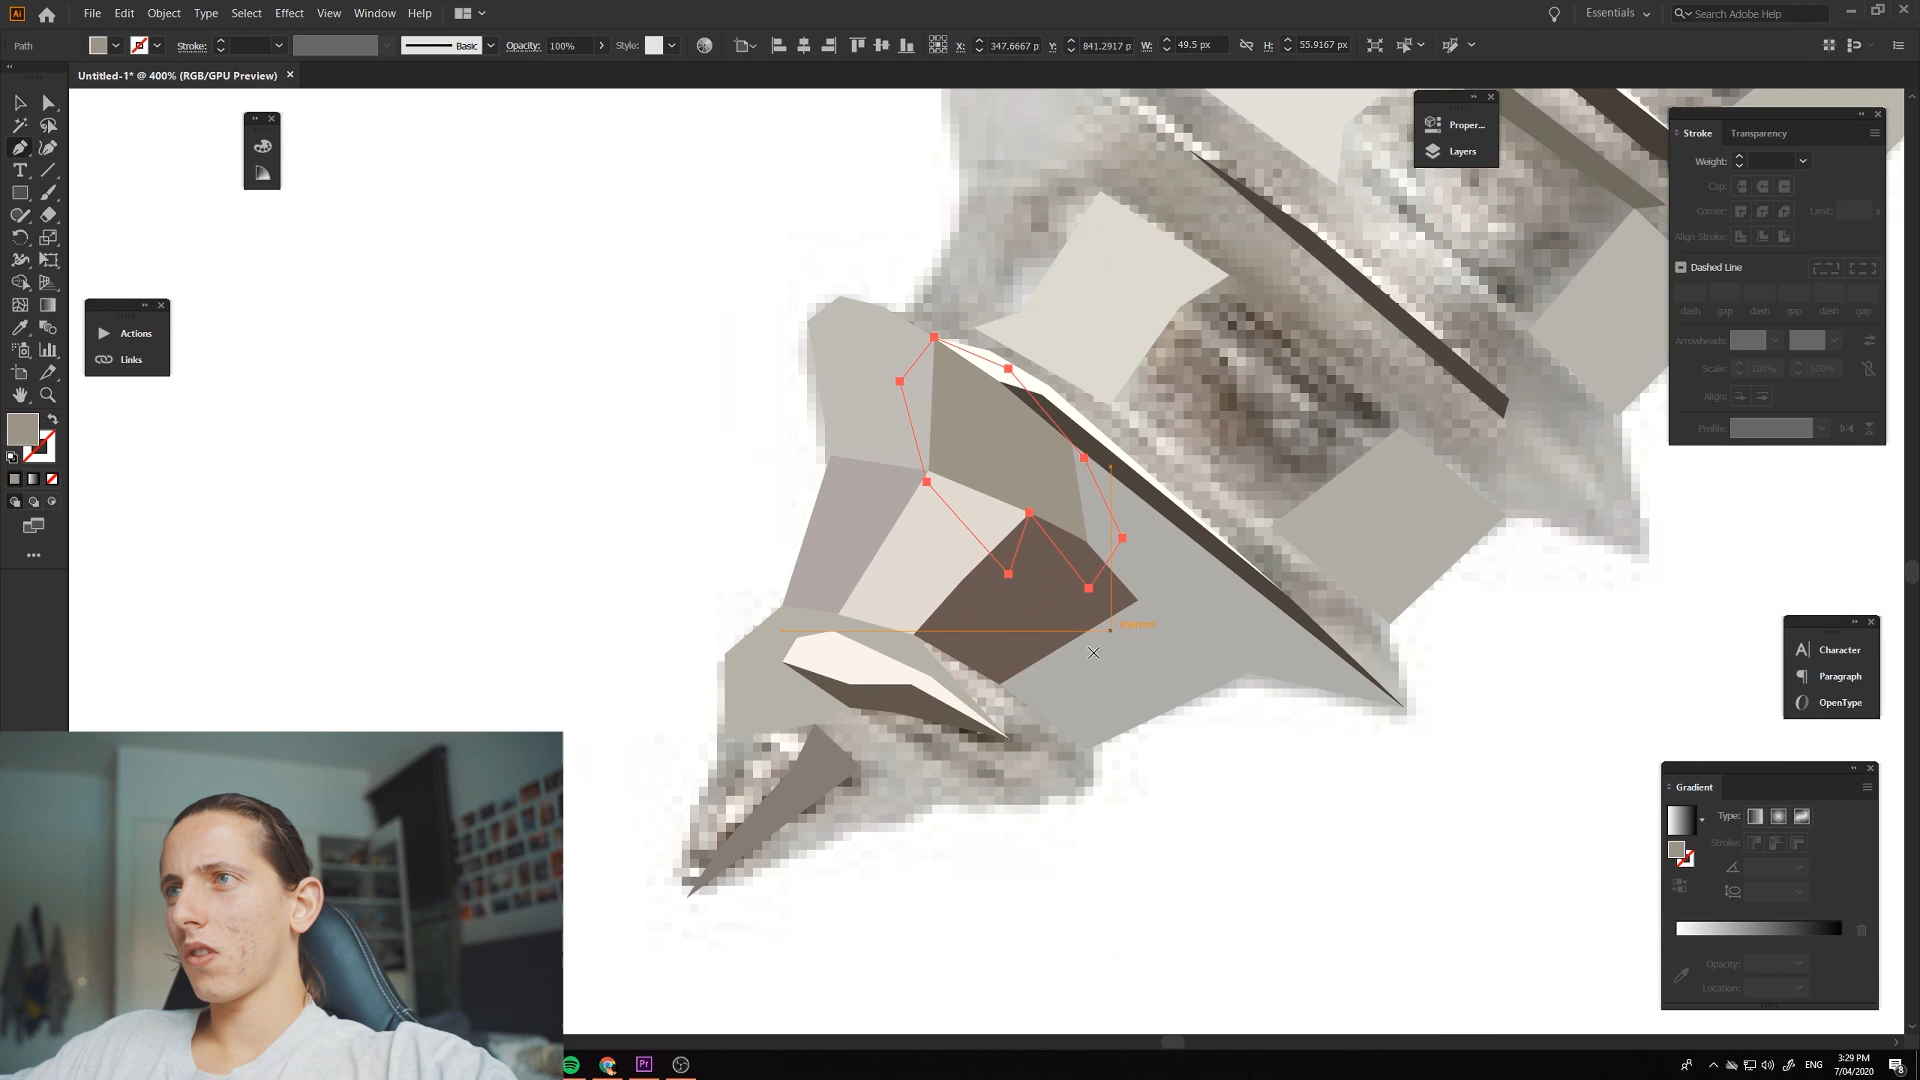 Ai File Edit Object Type Select Effect View Window Help Essentials Search Adobe Help
Path Stroke: Basic Opacity: 100% Style: X: 347.6667 p Y: 841.2917 p W: 49.5 px H: 55.9167 px
Untitled-1* @ 400% (RGB/GPU Preview)
Proper...
Layers
Stroke Transparency
Weight:
Cap:
Corner: Limit: x
Align Stroke:
Dashed Line
dash gap dash gap dash gap
Arrowheads:
Scale: 100% 100%
Align:
Profile:
Actions
Links
intersect
Character
Paragraph
OpenType
Gradient
Type:
Stroke:
Opacity:
Location:
Pr
ENG
3:29 PM
7/04/2020